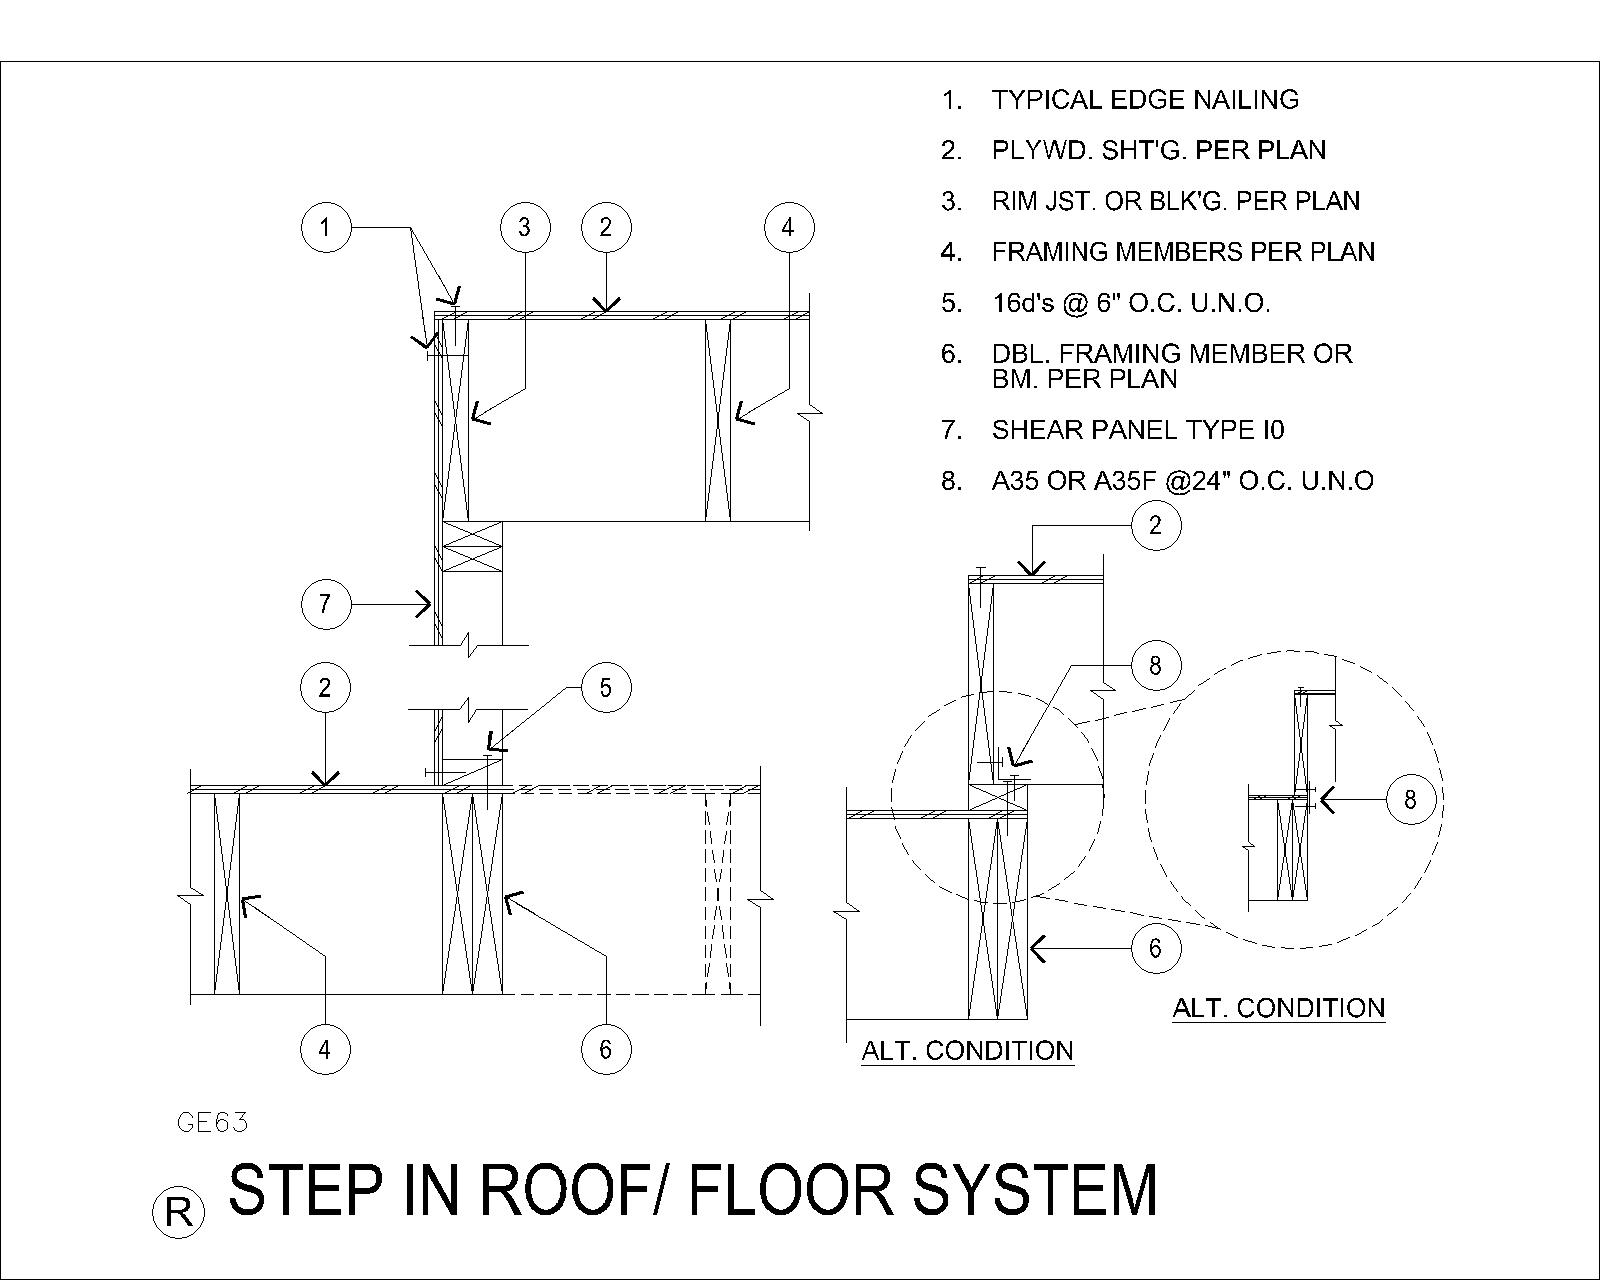 1. TYPICAL EDGE NAILING
2. PLYWD. SHT'G. PER PLAN
3. RIM JST. OR BLK'G. PER PLAN
4. FRAMING MEMBERS PER PLAN
5. 16d's @ 6" O.C. U.N.O.
6. DBL. FRAMING MEMBER OR
BM. PER PLAN
7. SHEAR PANEL TYPE I0
8. A35 OR A35F @24" O.C. U.N.O
1 3 2 4
2
7
8
2 5
8
6
4 6
ALT. CONDITION
ALT. CONDITION
GE63
R STEP IN ROOF/ FLOOR SYSTEM